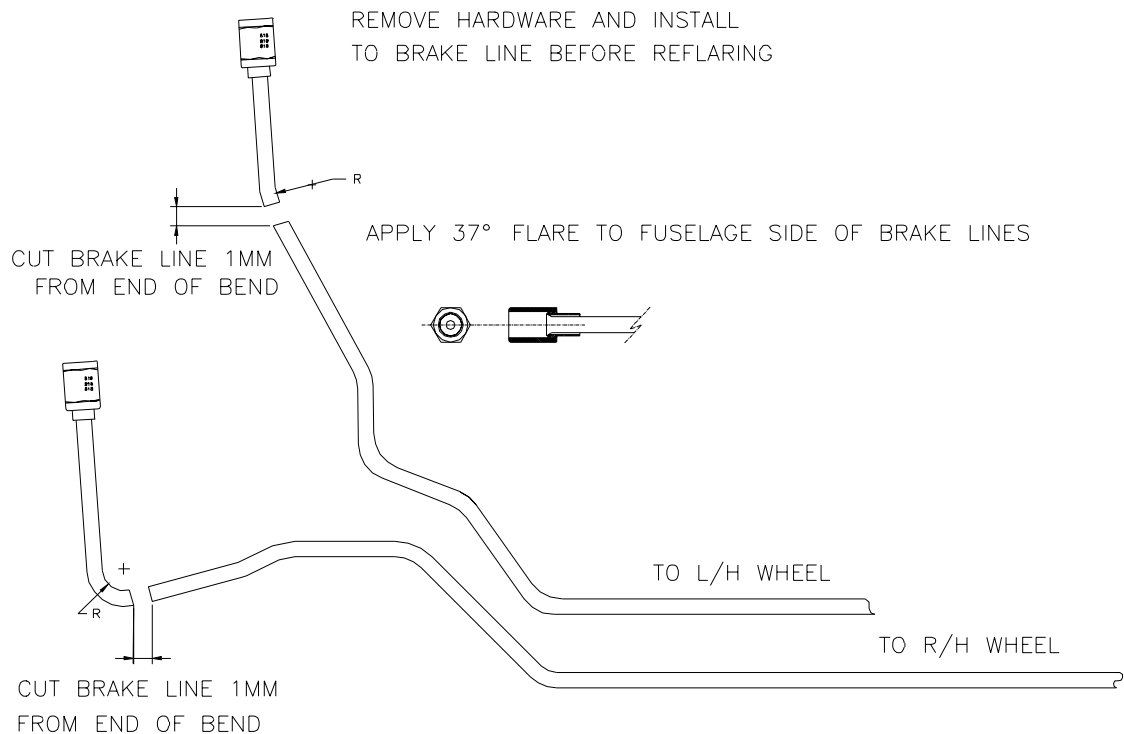 REMOVE HARDWARE AND INSTALL
TO BRAKE LINE BEFORE REFLARING
R
APPLY 37° FLARE TO FUSELAGE SIDE OF BRAKE LINES
CUT BRAKE LINE 1MM
FROM END OF BEND
TO L/H WHEEL
R
TO R/H WHEEL
CUT BRAKE LINE 1MM
FROM END OF BEND